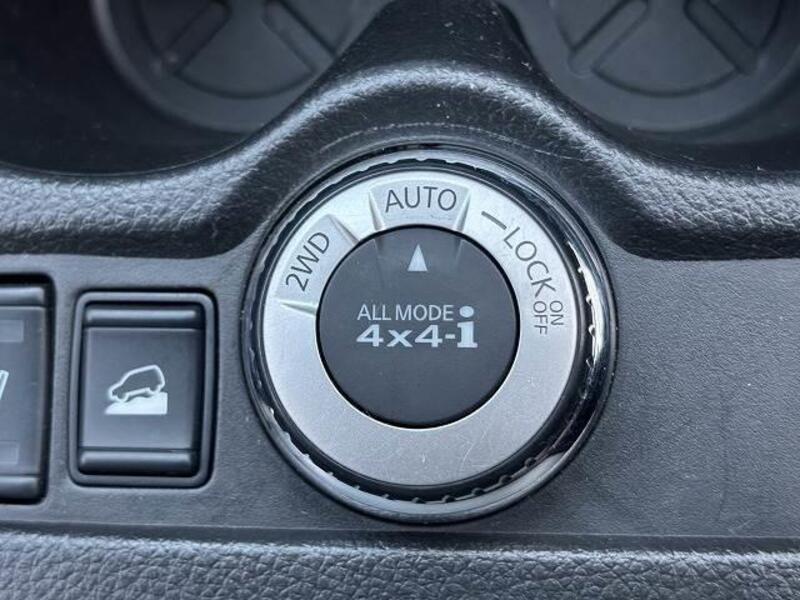 2WD
AUTO
LOCK
ON
OFF
ALL MODE
4x4-i